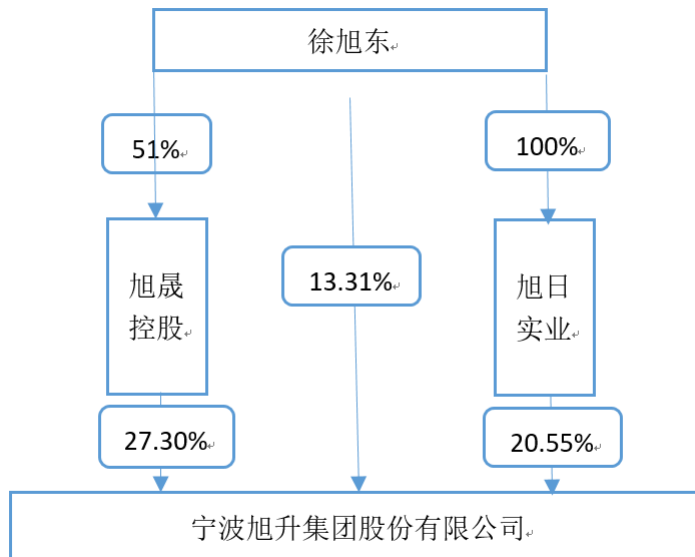 徐旭东
51%
100%
旭晟
控股
13.31%
旭日
实业
27.30%
20.55%
宁波旭升集团股份有限公司